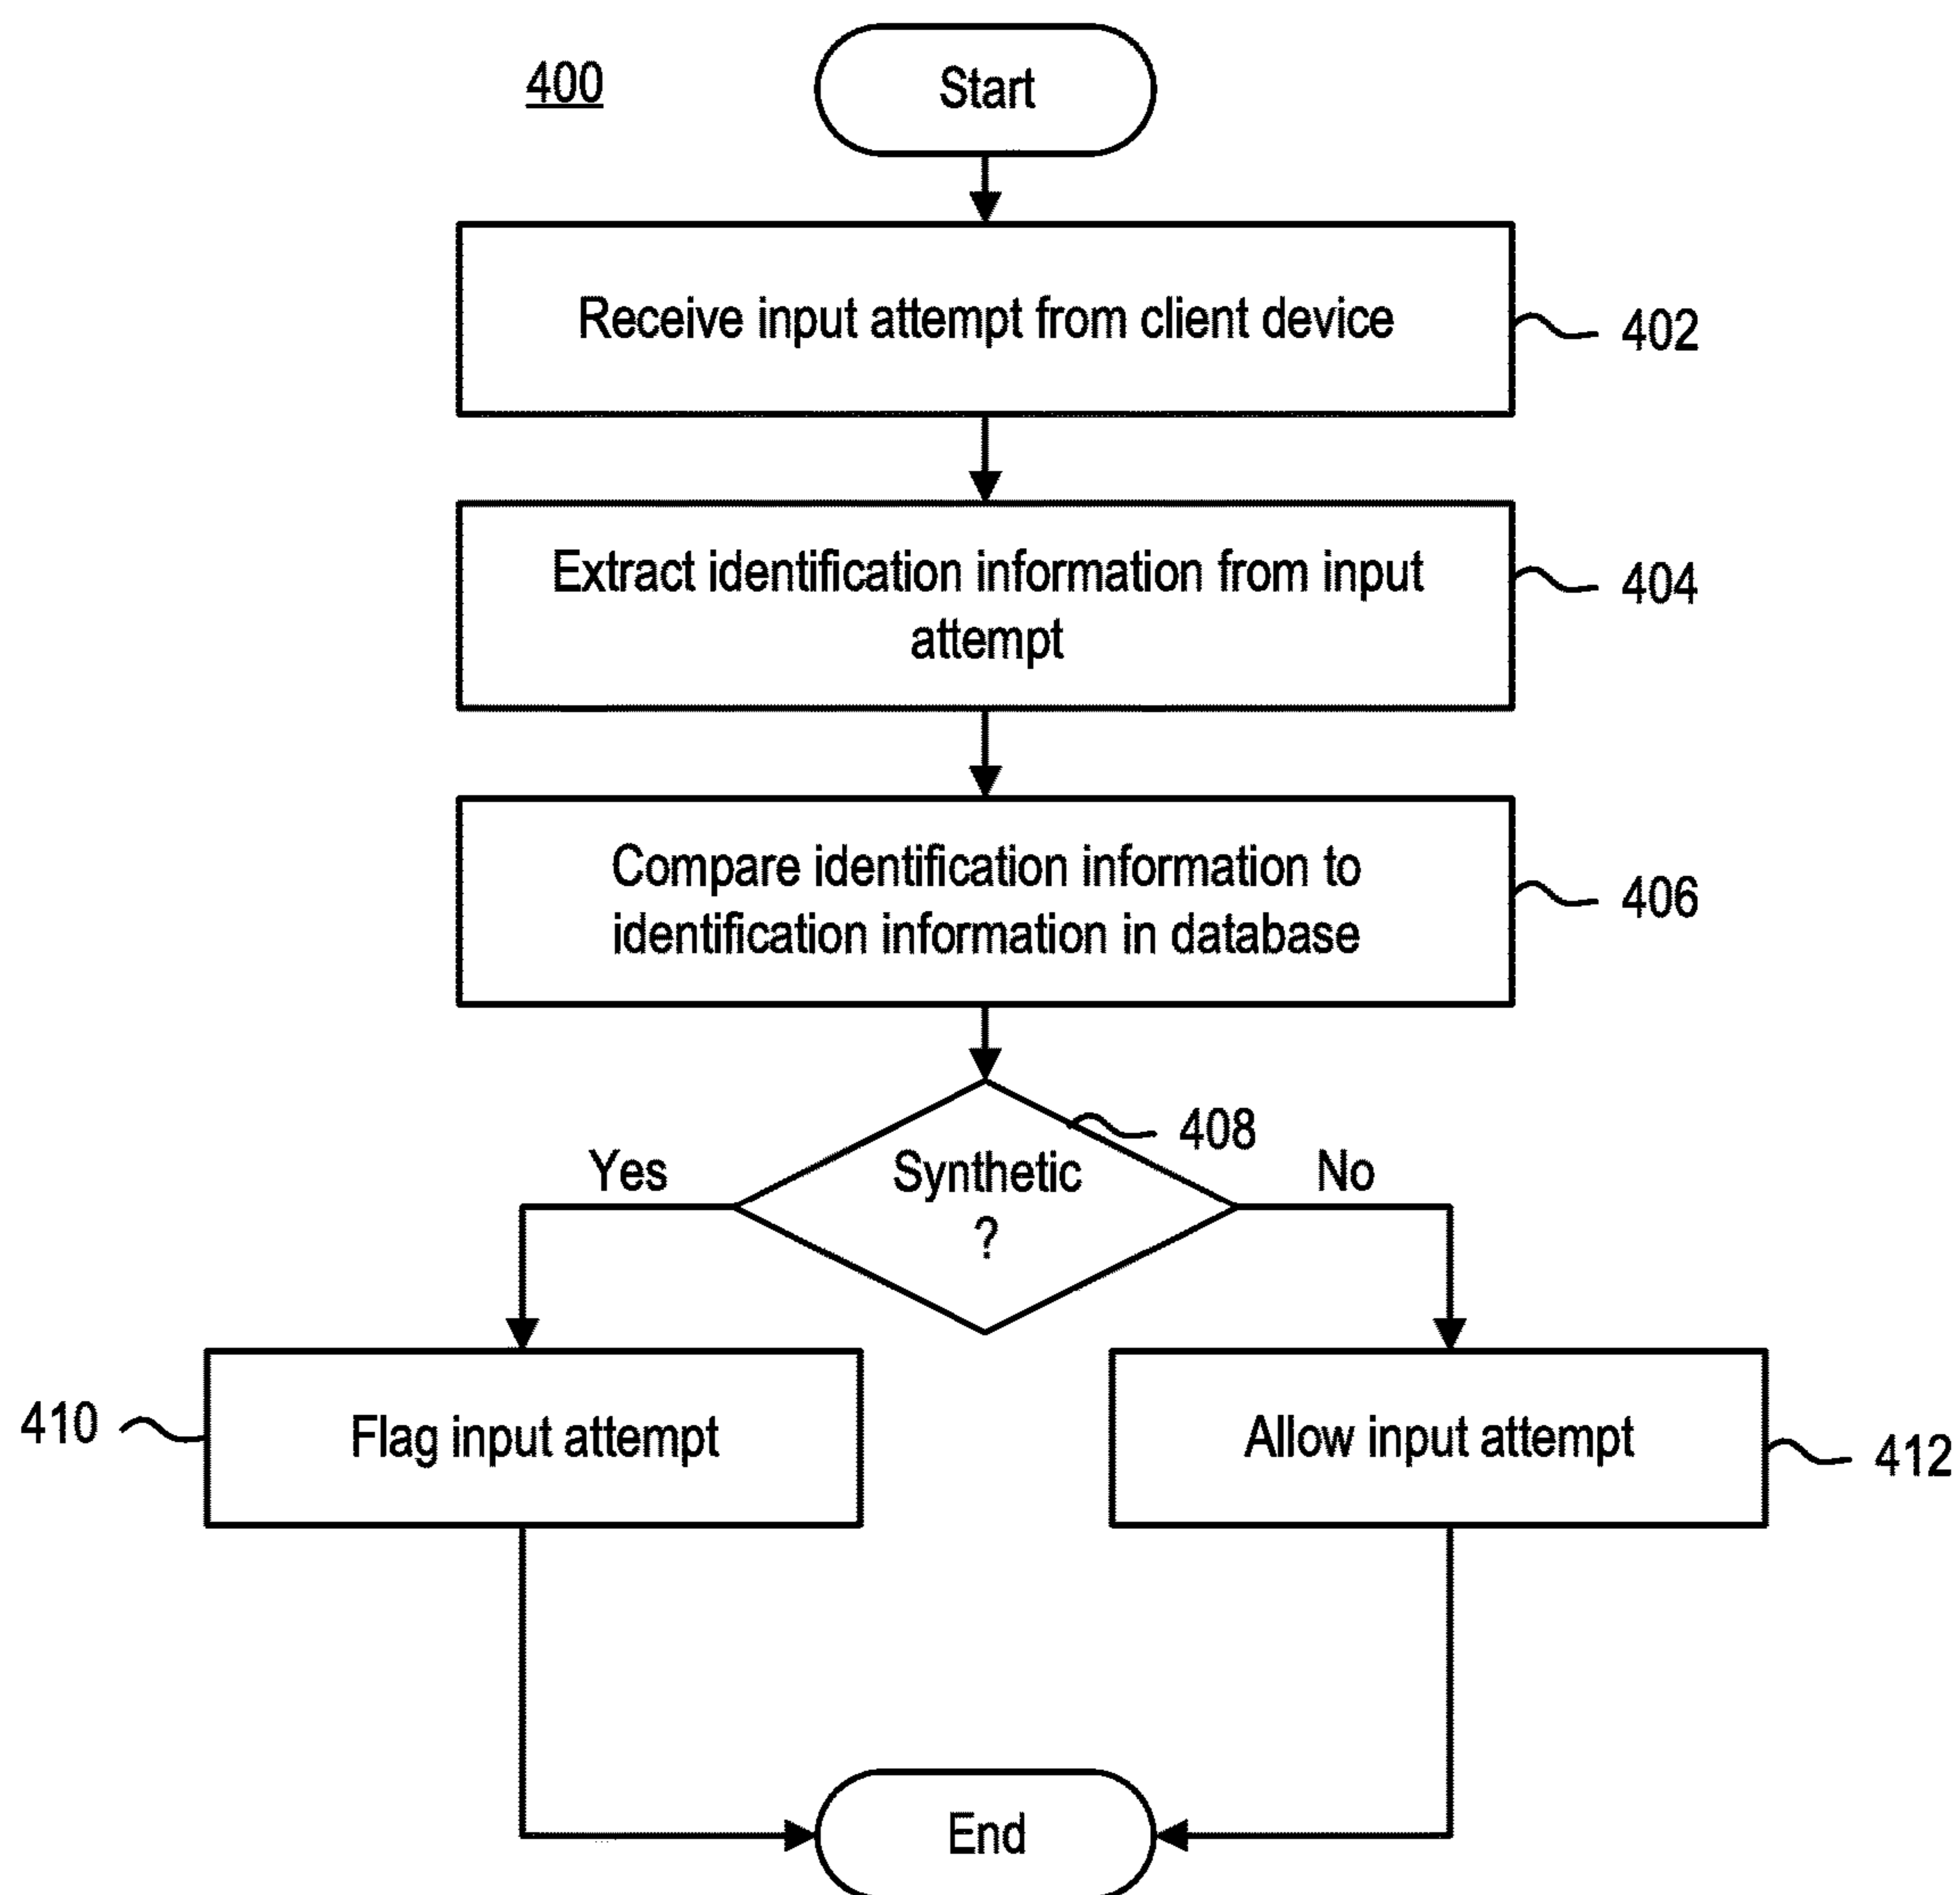 400
Start
Receive input attempt from client device
402
Extract identification information from input
attempt
404
Compare identification information to
identification information in database
406
408
Synthetic
?
Yes
No
410
Flag input attempt
Allow input attempt
412
End